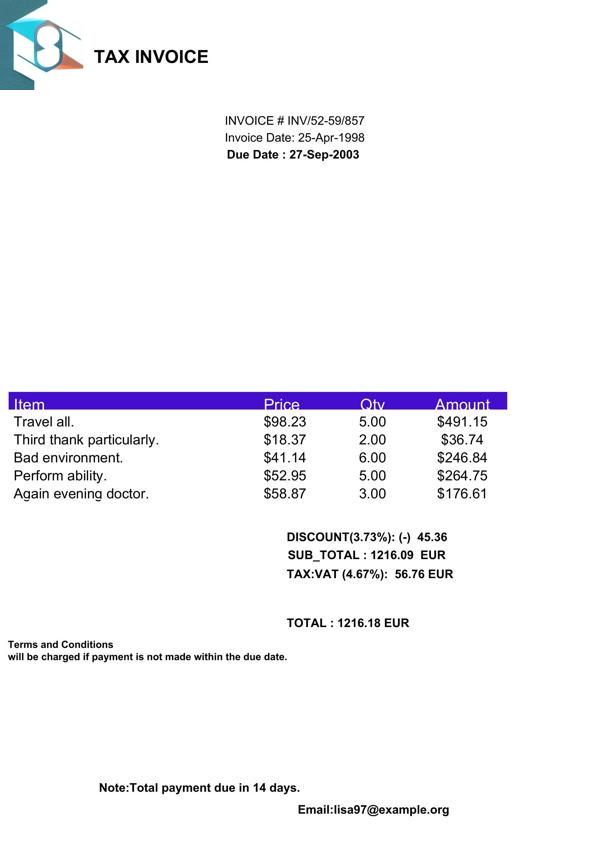 TAX INVOICE
INVOICE # INV/52-59/857
Invoice Date: 25-Apr-1998
Due Date : 27-Sep-2003
Item Price Qty Amount
Travel all. $98.23 5.00 $491.15
Third thank particularly. $18.37 2.00 $36.74
Bad environment. $41.14 6.00 $246.84
Perform ability. $52.95 5.00 $264.75
Again evening doctor. $58.87 3.00 $176.61
DISCOUNT(3.73%): (-) 45.36
SUB_TOTAL : 1216.09 EUR
TAX:VAT (4.67%): 56.76 EUR
TOTAL : 1216.18 EUR
Terms and Conditions
will be charged if payment is not made within the due date.
Note:Total payment due in 14 days.
Email:lisa97@example.org